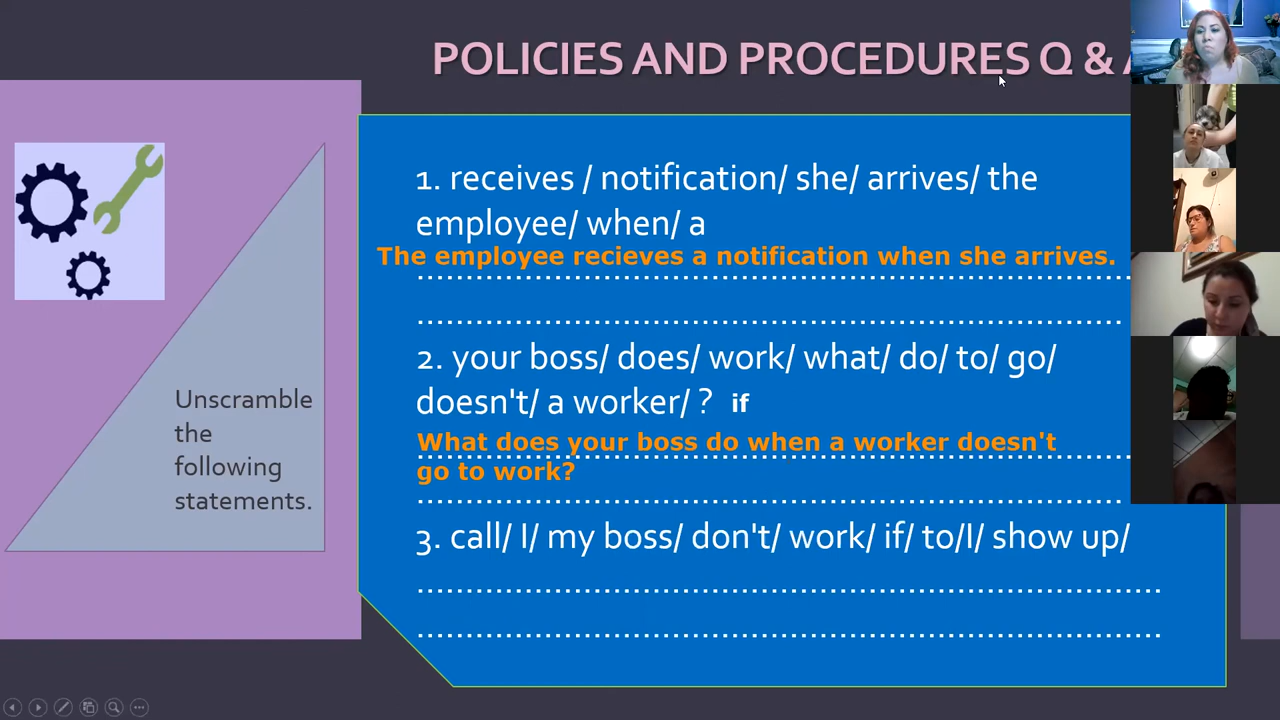 POLICIES AND PROCEDURES Q &
1. receives / notification/ she/ arrives/ the
employee/ when/ a
The employee recieves a notification when she arrives.
2. your boss/ does/ work/ what/ do/ to/ go/
doesn't/ a worker/ ? if
What does your boss do when a worker doesn't
go to work?
3. call/ I/ my boss/ don't/ work/ if/ to/I/ show up/
Unscramble
the
following
statements.